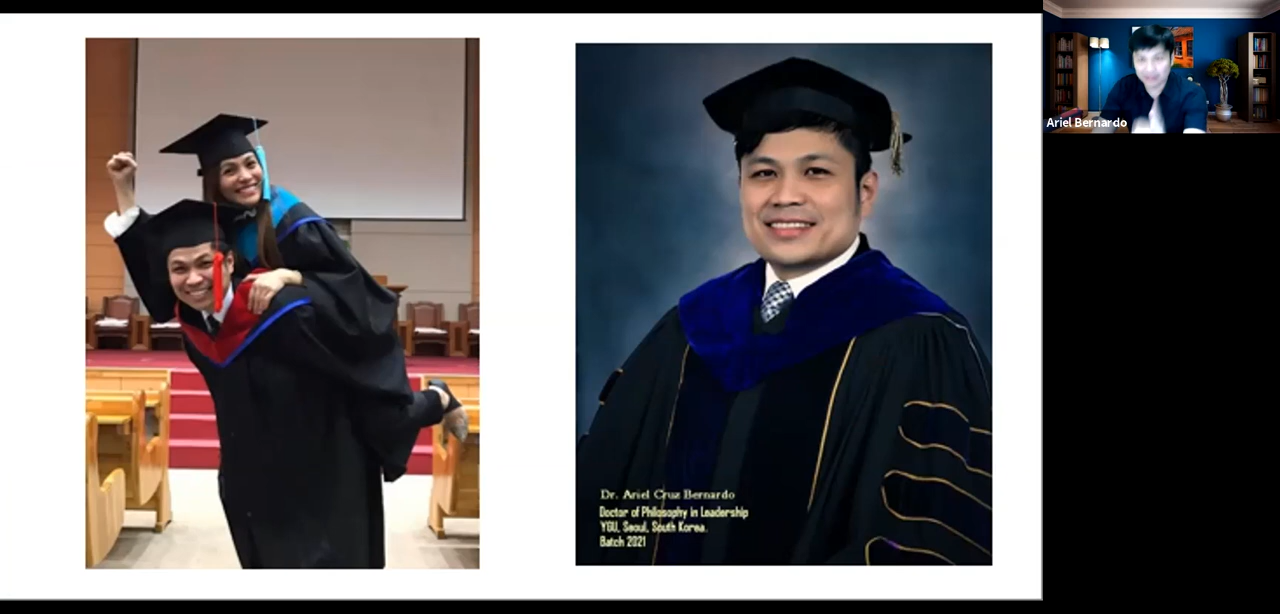 Ariel Bernardo
Dr. Ariel Cruz Bernardo
Doctor of Philosophy in Leadership
YGU, Seoul, South Korea.
Batch 2021